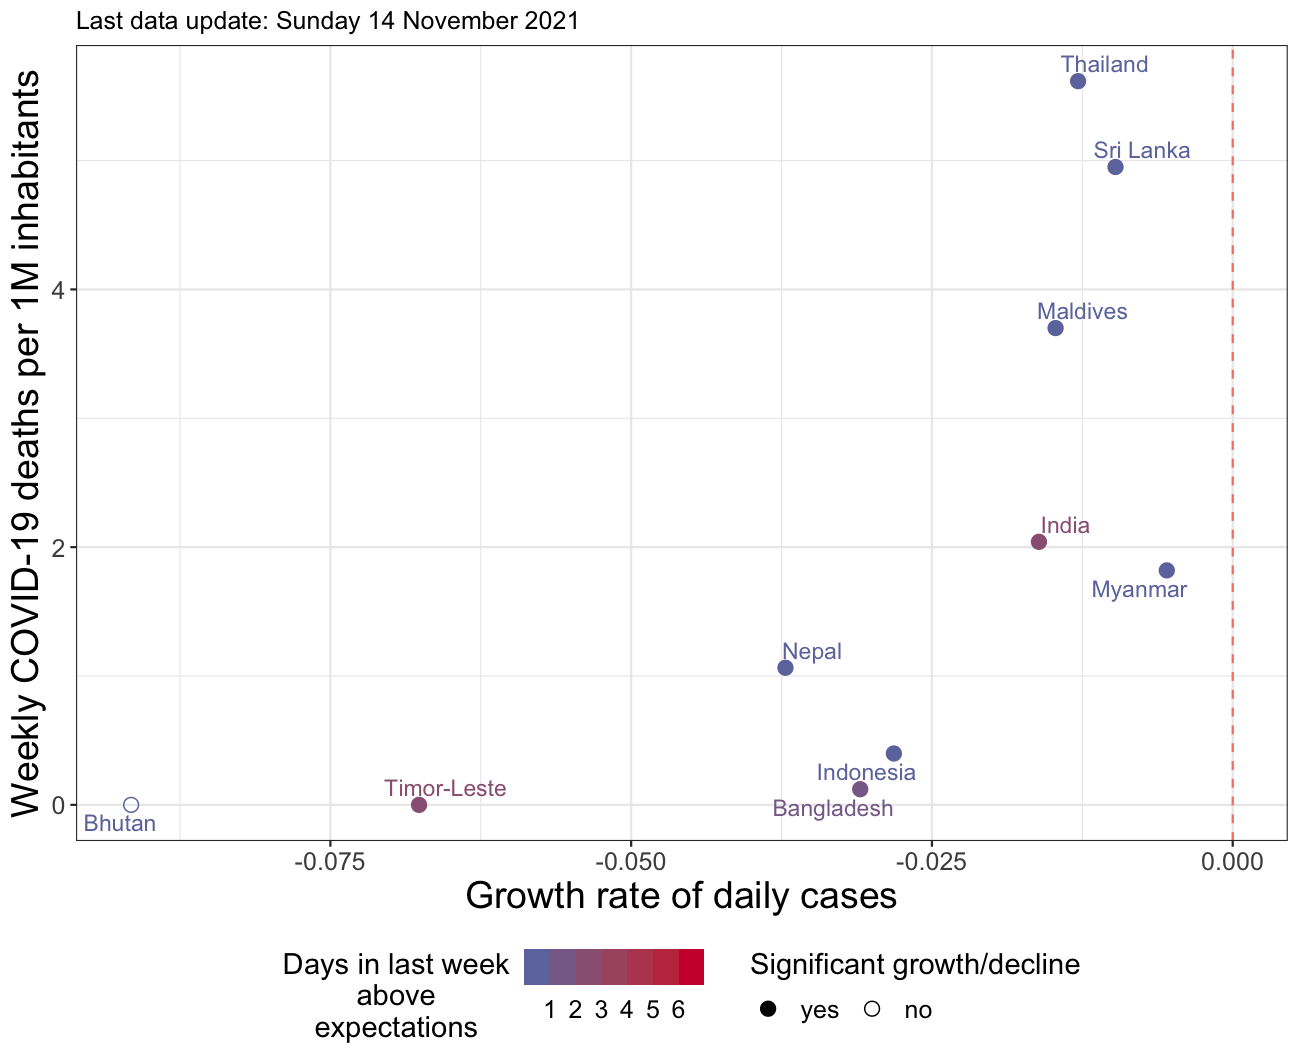 Last data update: Sunday 14 November 2021
Weekly COVID-19 deaths per 1M inhabitants
Thailand
Sri Lanka
4
Maldives
India
2
Myanmar
Nepal
Indonesia
Timor-Leste
0
Bangladesh
Bhutan
-0.075 -0.050 -0.025 0.000
Growth rate of daily cases
Days in last week
above
expectations
1 2 3 4 5 6
Significant growth/decline
yes no